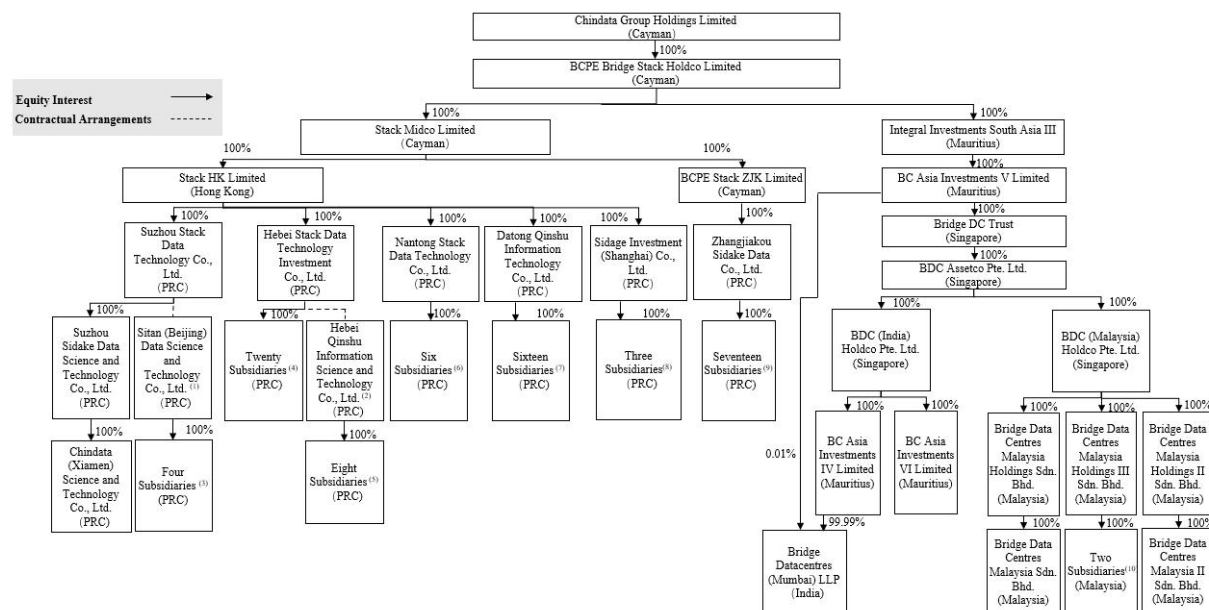 Chindata Group Holdings Limited
(Cayman)
100%
BCPE Bridge Stack Holdco Limited
(Cayman)
Equity Interest
Contractual Arrangements
100%
100%
Stack Midco Limited
(Cayman)
Integral Investments South Asia III
(Mauritius)
100%
100%
100%
Stack HK Limited
(Hong Kong)
BCPE Stack ZJK Limited
(Cayman)
BC Asia Investments V Limited
(Mauritius)
100%
100%
100%
100%
100%
100%
100%
Suzhou Stack
Data
Technology Co.,
Ltd.
(PRC)
Hebei Stack Data
Technology
Investment
Co., Ltd.
(PRC)
Nantong Stack
Data Technology
Co., Ltd.
(PRC)
Datong Qinshu
Information
Technology Co.,
Ltd.
(PRC)
Sidage Investment
(Shanghai) Co.,
Ltd.
(PRC)
Zhangjiakou
Sidake Data
Co., Ltd.
(PRC)
Bridge DC Trust
(Singapore)
100%
BDC Assetco Pte. Ltd.
(Singapore)
100%
100%
100%
100%
100%
100%
100%
100%
Suzhou
Sidake Data
Science and
Technology
Co., Ltd.
(PRC)
Sitan (Beijing)
Data Science
and
Technology
Co., Ltd. (1)
(PRC)
Twenty
Subsidiaries (4)
(PRC)
Hebei
Qinshu
Information
Science and
Technology
Co., Ltd. (2)
(PRC)
Six
Subsidiaries (6)
(PRC)
Sixteen
Subsidiaries (7)
(PRC)
Three
Subsidiaries(8)
(PRC)
Seventeen
Subsidiaries (9)
(PRC)
BDC (India)
Holdco Pte. Ltd.
(Singapore)
BDC (Malaysia)
Holdco Pte. Ltd.
(Singapore)
100%
100%
100%
100%
100%
100%
100%
100%
Chindata
(Xiamen)
Science and
Technology
Co., Ltd.
(PRC)
Four
Subsidiaries (3)
(PRC)
Eight
Subsidiaries (5)
(PRC)
0.01%
BC Asia
Investments
IV Limited
(Mauritius)
BC Asia
Investments
VI Limited
(Mauritius)
Bridge Data
Centres
Malaysia
Holdings Sdn.
Bhd.
(Malaysia)
Bridge Data
Centres
Malaysia
Holdings III
Sdn. Bhd.
(Malaysia)
Bridge Data
Centres
Malaysia
Holdings II
Sdn. Bhd.
(Malaysia)
99.99%
100%
100%
100%
Bridge
Datacentres
(Mumbai) LLP
(India)
Bridge Data
Centres
Malaysia Sdn.
Bhd.
(Malaysia)
Two
Subsidiaries(10
(Malaysia)
Bridge Data
Centres
Malaysia II
Sdn. Bhd.
(Malaysia)